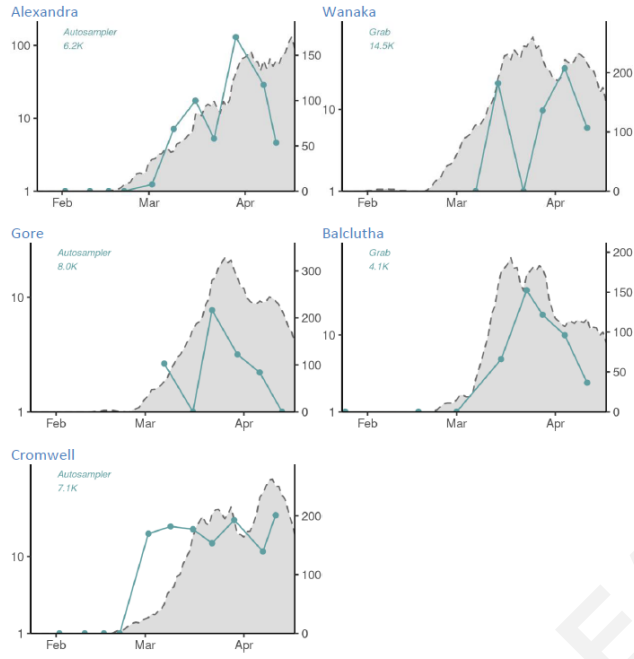 Alexandra
Autosampler
6.2K
100
10
1
150
100
50
0
Feb Mar Apr
Wanaka
Grab
14.5K
10
1
200
100
0
Feb Mar Apr
Gore
Autosampler
8.0K
10
1
300
200
100
0
Feb Mar Apr
Balclutha
Grab
4.1K
10
1
200
150
100
50
0
Feb Mar Apr
Cromwell
Autosampler
7.1K
10
1
200
100
0
Feb Mar Apr